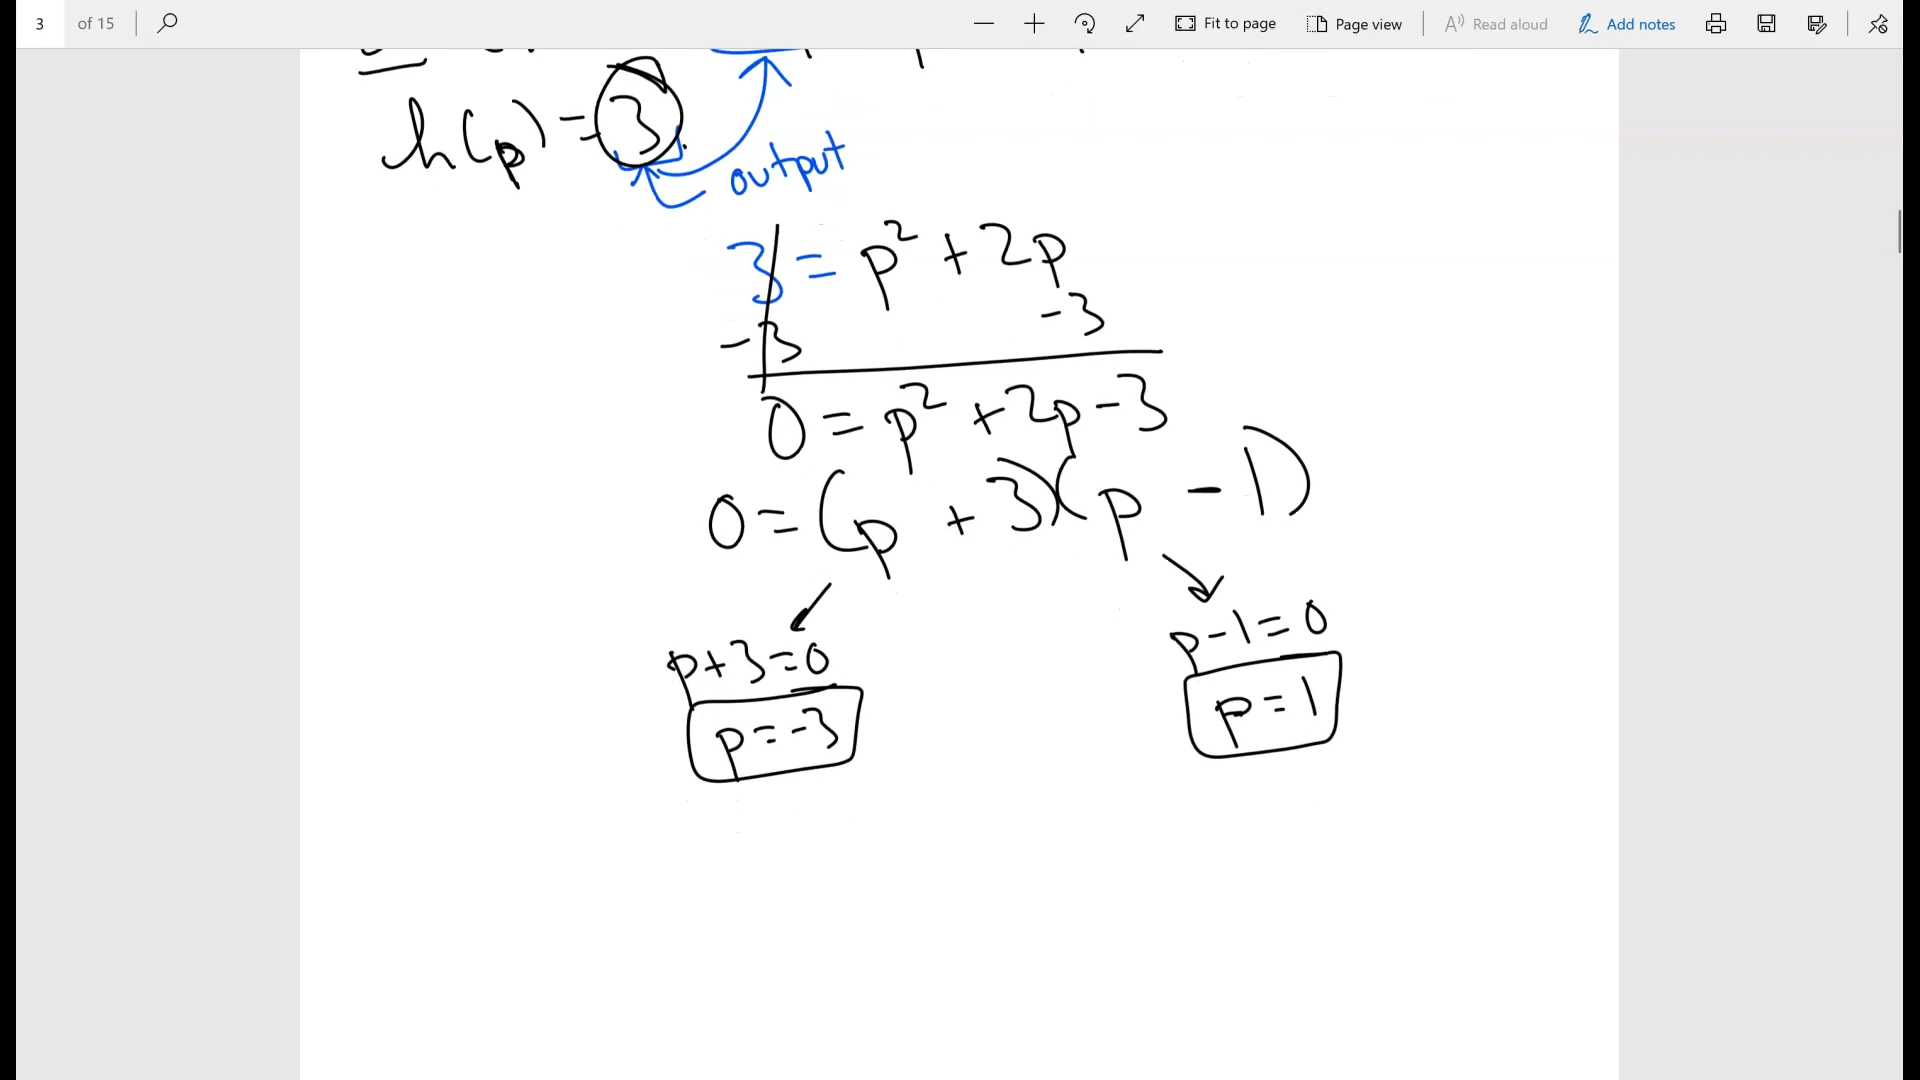 3 of 15 Fit to page Page view Read aloud Add notes
h(p) = 3
output
3 = p² + 2p
-3 -3
0 = p² + 2p - 3
0 = (p + 3)(p - 1)
p + 3 = 0 p - 1 = 0
p = -3 p = 1